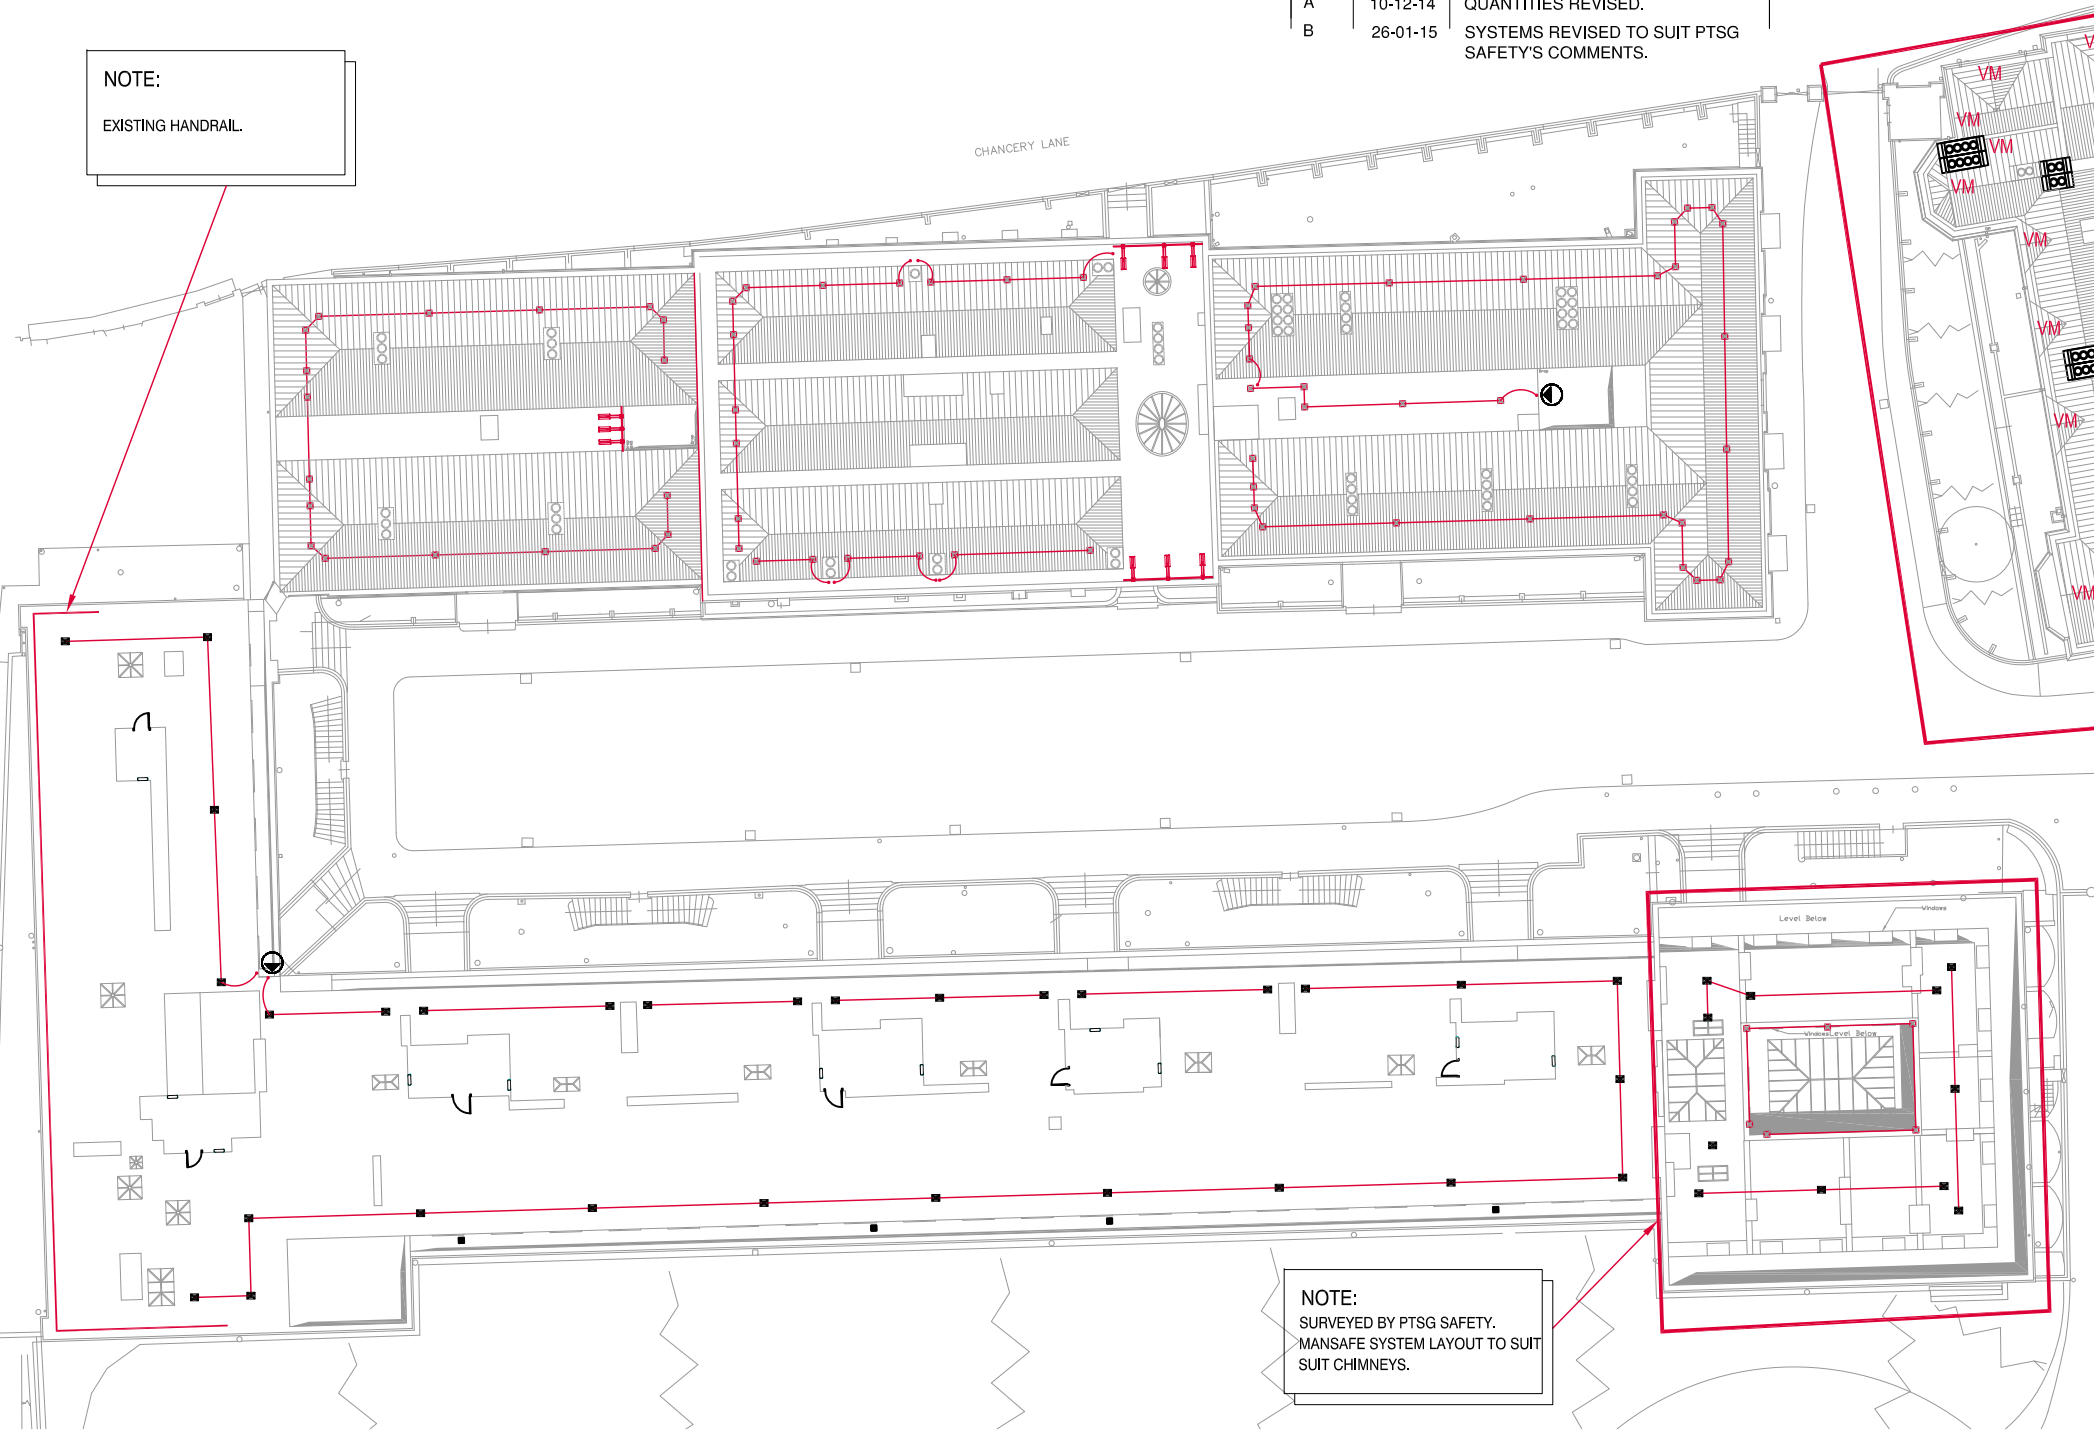 A 10-12-14 QUANTITIES REVISED.
B 26-01-15 SYSTEMS REVISED TO SUIT PTSG
SAFETY'S COMMENTS.
NOTE:
EXISTING HANDRAIL.
CHANCERY LANE
VM
VM
VM
VM
VM
VM
VM
VM
Level Below
Windows
Windows
Level Below
NOTE:
SURVEYED BY PTSG SAFETY.
MANSAFE SYSTEM LAYOUT TO SUIT
SUIT CHIMNEYS.